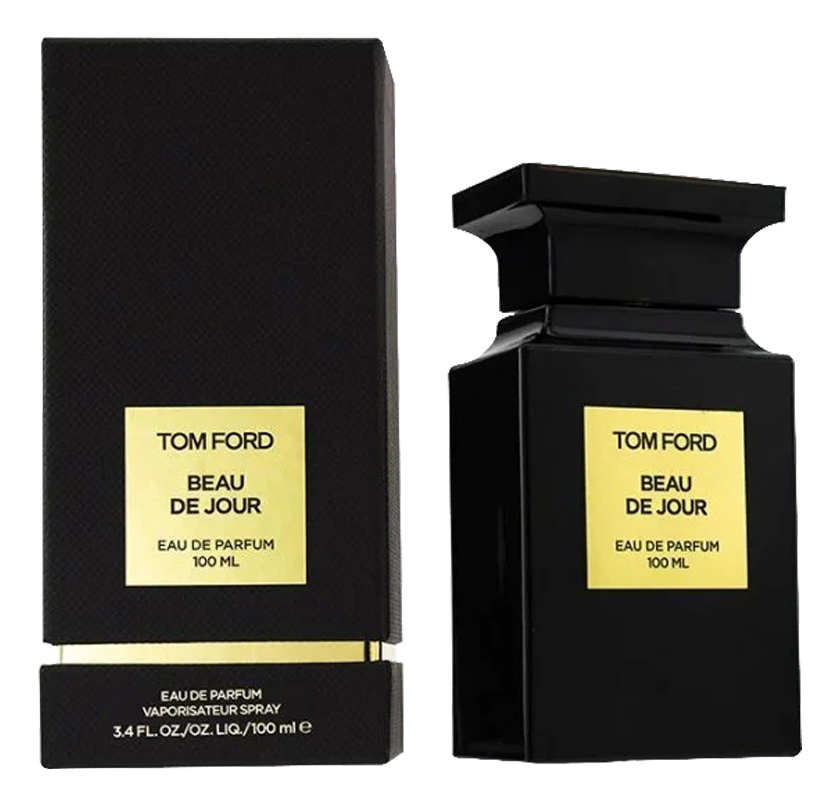 TOM FORD
BEAU
DE JOUR
EAU DE PARFUM
100 ML
EAU DE PARFUM
VAPORISATEUR SPRAY
3.4 FL. OZ./OZ. LIQ./100 ml ℮
TOM FORD
BEAU
DE JOUR
EAU DE PARFUM
100 ML